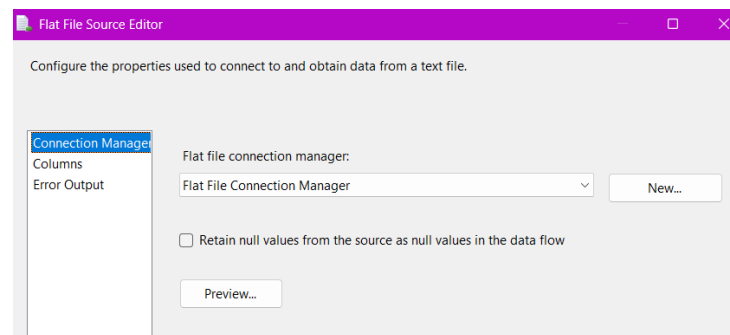 Flat File Source Editor
Configure the properties used to connect to and obtain data from a text file.
Connection Manager
Columns
Error Output
Flat file connection manager:
Flat File Connection Manager
New...
Retain null values from the source as null values in the data flow
Preview...